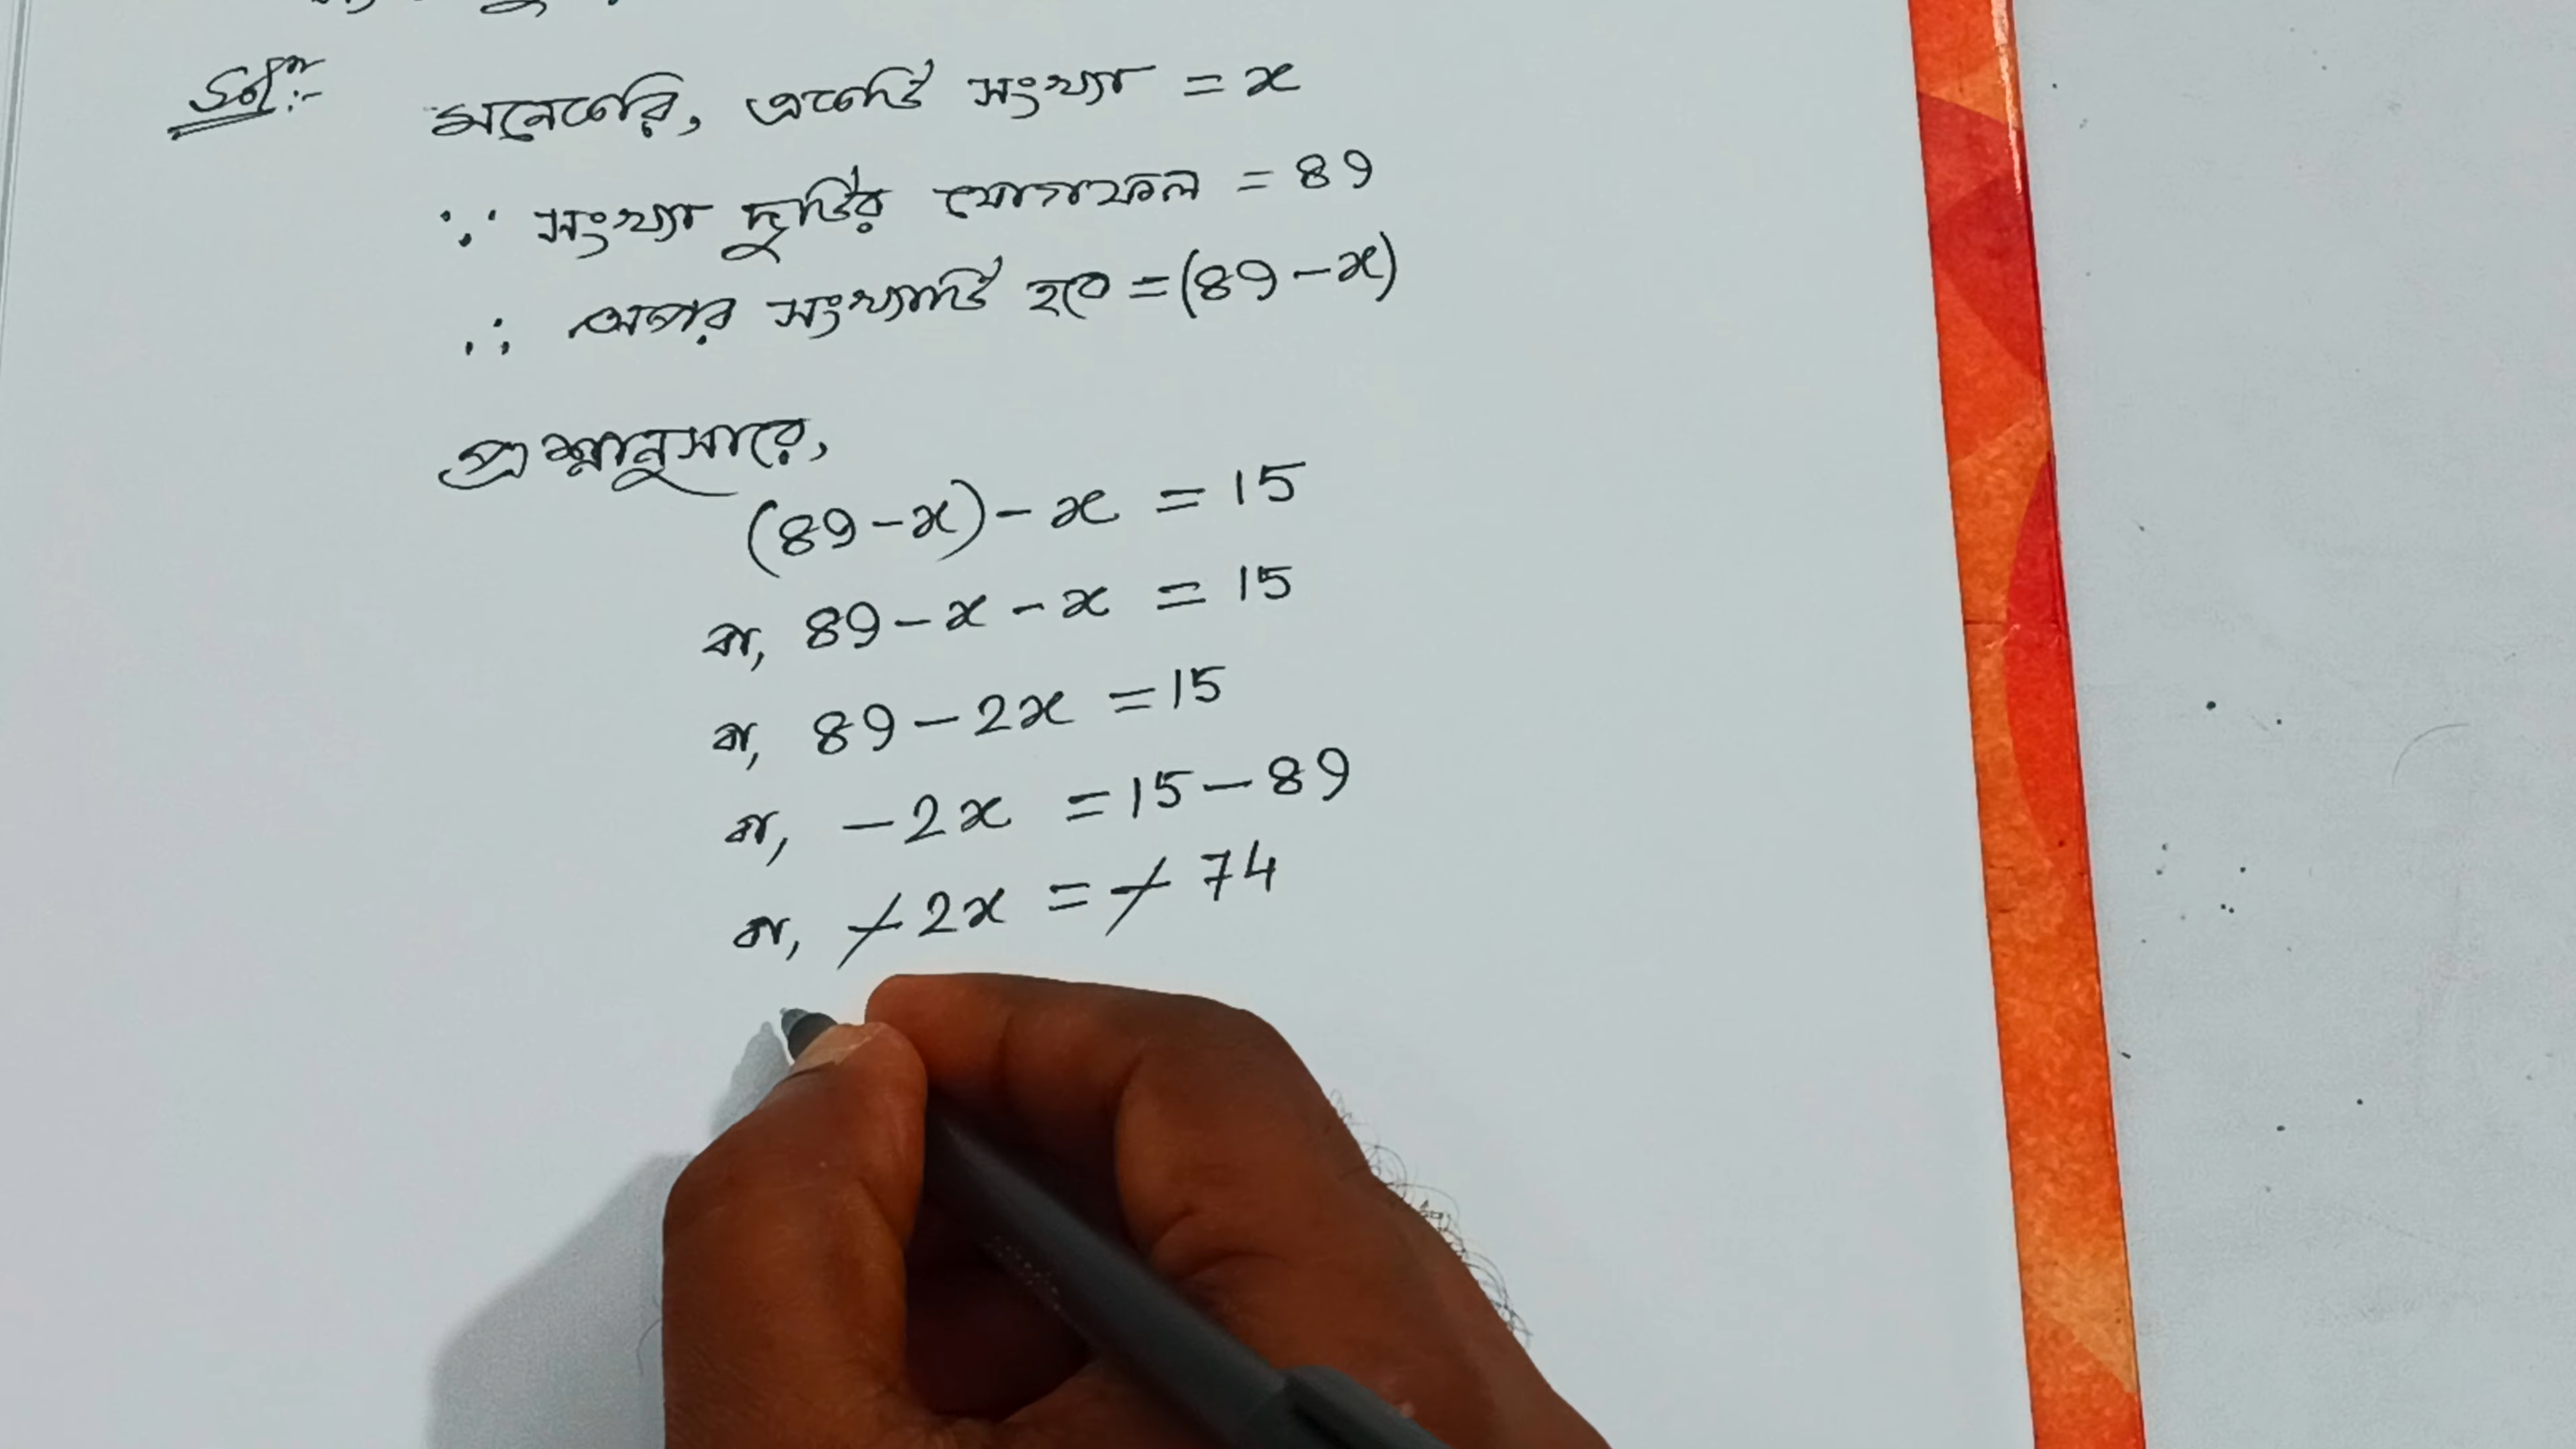 Solⁿ:-
মনেকরি, একটি সংখ্যা = x
∵ সংখ্যা দুটির যোগফল = 89
∴ অপর সংখ্যাটি হবে = (89 - x)
প্রশ্নানুসারে,
(89 - x) - x = 15
বা, 89 - x - x = 15
বা, 89 - 2x = 15
বা, - 2x = 15 - 89
বা, - 2x = - 74